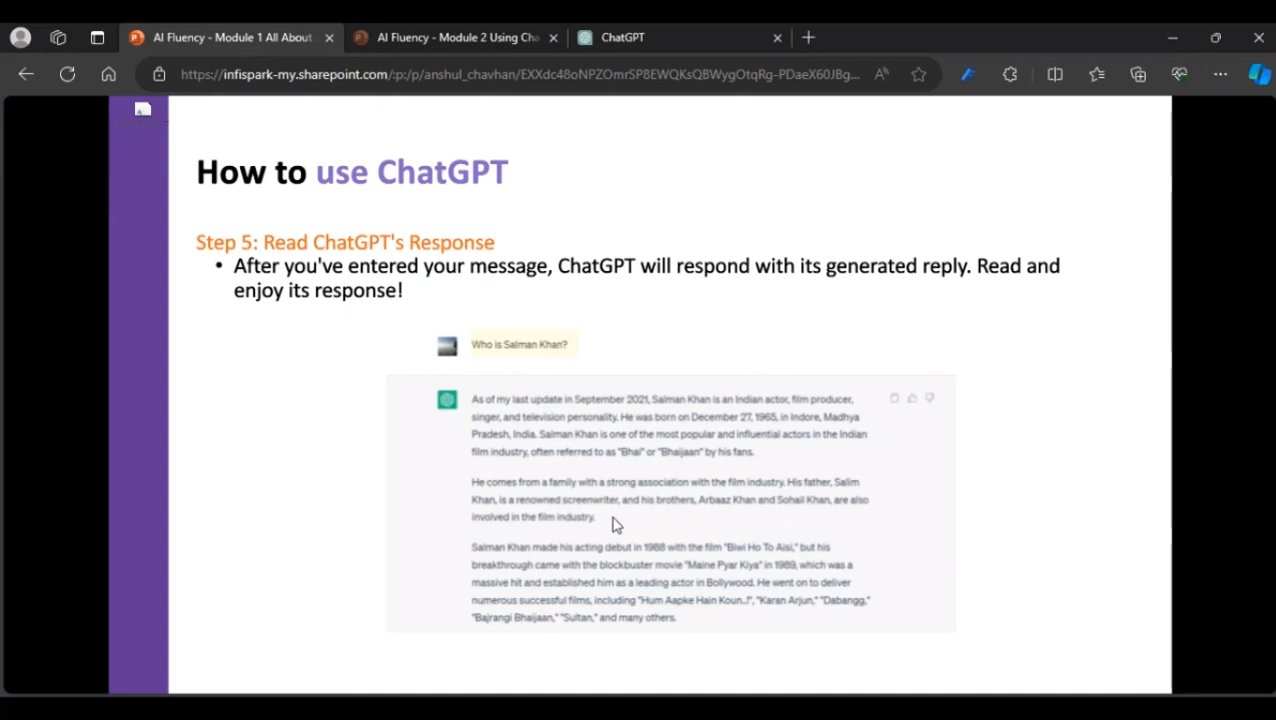 AI Fluency - Module 1 All About
AI Fluency - Module 2 Using Cha
ChatGPT
https://infispark-my.sharepoint.com/:p:/p/anshul_chavhan/EXXdc48oNPZOmrSP8EWQKsQBWygOtqRg-PDaeX60JBg...
How to use ChatGPT
Step 5: Read ChatGPT's Response
• After you've entered your message, ChatGPT will respond with its generated reply. Read and
enjoy its response!
Who is Salman Khan?
As of my last update in September 2021, Salman Khan is an Indian actor, film producer,
singer, and television personality. He was born on December 27, 1965, in Indore, Madhya
Pradesh, India. Salman Khan is one of the most popular and influential actors in the Indian
film industry, often referred to as "Bhai" or "Bhaijaan" by his fans.
He comes from a family with a strong association with the film industry. His father, Salim
Khan, is a renowned screenwriter, and his brothers, Arbaaz Khan and Sohail Khan, are also
involved in the film industry.
Salman Khan made his acting debut in 1988 with the film "Biwi Ho To Aisi," but his
breakthrough came with the blockbuster movie "Maine Pyar Kiya" in 1989, which was a
massive hit and established him as a leading actor in Bollywood. He went on to deliver
numerous successful films, including "Hum Aapke Hain Koun..!", "Karan Arjun," "Dabangg,"
"Bajrangi Bhaijaan," "Sultan," and many others.